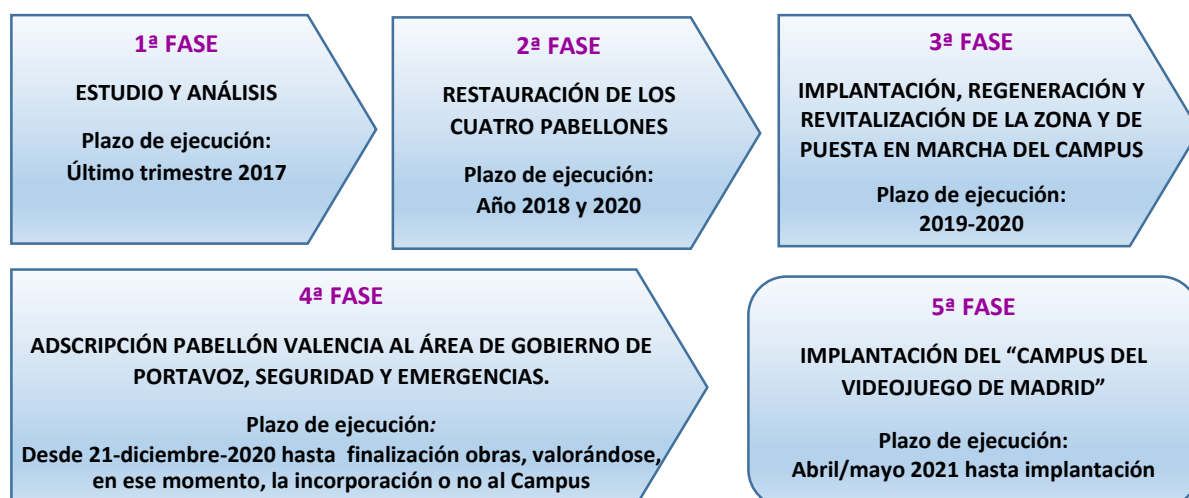 1ª FASE
ESTUDIO Y ANÁLISIS
Plazo de ejecución:
Último trimestre 2017
2ª FASE
RESTAURACIÓN DE LOS
CUATRO PABELLONES
Plazo de ejecución:
Año 2018 y 2020
3ª FASE
IMPLANTACIÓN, REGENERACIÓN Y
REVITALIZACIÓN DE LA ZONA Y DE
PUESTA EN MARCHA DEL CAMPUS
Plazo de ejecución:
2019-2020
4ª FASE
ADSCRIPCIÓN PABELLÓN VALENCIA AL ÁREA DE GOBIERNO DE
PORTAVOZ, SEGURIDAD Y EMERGENCIAS.
Plazo de ejecución:
Desde 21-diciembre-2020 hasta finalización obras, valorándose,
en ese momento, la incorporación o no al Campus
5ª FASE
IMPLANTACIÓN DEL “CAMPUS DEL
VIDEOJUEGO DE MADRID”
Plazo de ejecución:
Abril/mayo 2021 hasta implantación